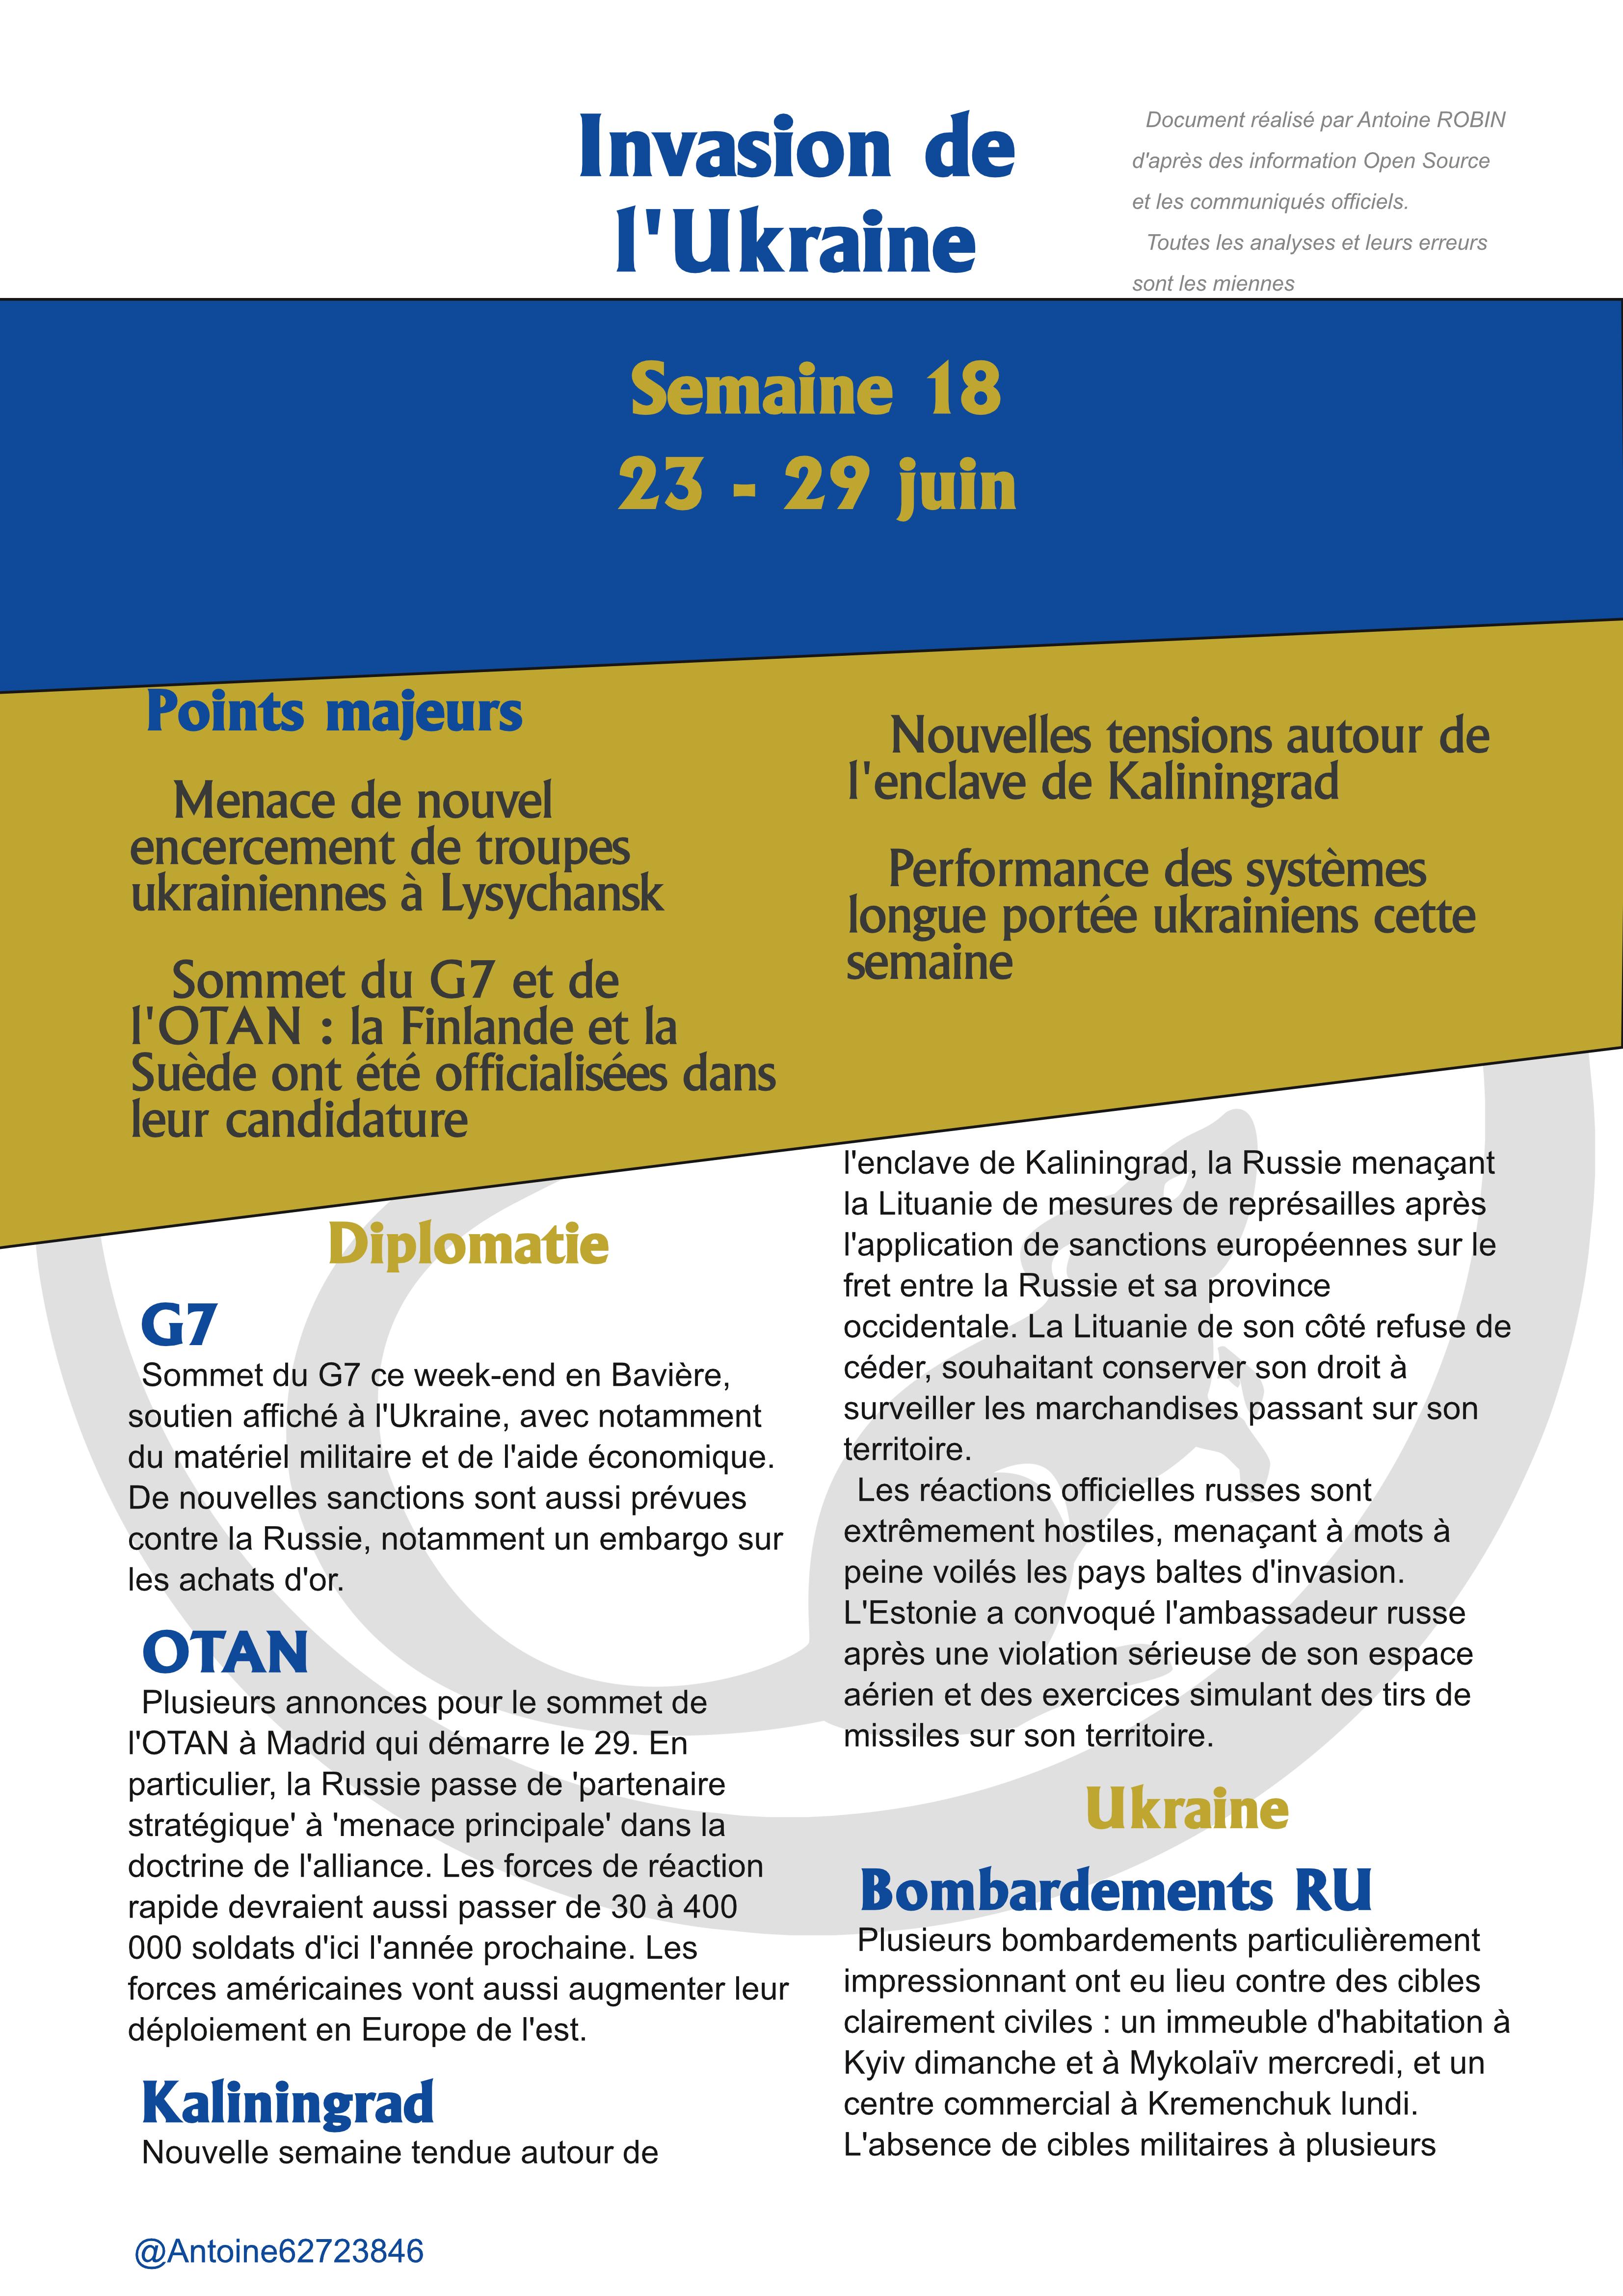 Invasion de
l'Ukraine
Document réalisé par Antoine ROBIN
d'après des information Open Source
et les communiqués officiels.
Toutes les analyses et leurs erreurs
sont les miennes
Semaine 18
23 - 29 juin
Points majeurs
Menace de nouvel
encercement de troupes
ukrainiennes à Lysychansk
Sommet du G7 et de
l'OTAN : la Finlande et la
Suède ont été officialisées dans
leur candidature
Nouvelles tensions autour de
l'enclave de Kaliningrad
Performance des systèmes
longue portée ukrainiens cette
semaine
Diplomatie
G7
Sommet du G7 ce week-end en Bavière,
soutien affiché à l'Ukraine, avec notamment
du matériel militaire et de l'aide économique.
De nouvelles sanctions sont aussi prévues
contre la Russie, notamment un embargo sur
les achats d'or.
OTAN
Plusieurs annonces pour le sommet de
l'OTAN à Madrid qui démarre le 29. En
particulier, la Russie passe de 'partenaire
stratégique' à 'menace principale' dans la
doctrine de l'alliance. Les forces de réaction
rapide devraient aussi passer de 30 à 400
000 soldats d'ici l'année prochaine. Les
forces américaines vont aussi augmenter leur
déploiement en Europe de l'est.
Kaliningrad
Nouvelle semaine tendue autour de
l'enclave de Kaliningrad, la Russie menaçant
la Lituanie de mesures de représailles après
l'application de sanctions européennes sur le
fret entre la Russie et sa province
occidentale. La Lituanie de son côté refuse de
céder, souhaitant conserver son droit à
surveiller les marchandises passant sur son
territoire.
Les réactions officielles russes sont
extrêmement hostiles, menaçant à mots à
peine voilés les pays baltes d'invasion.
L'Estonie a convoqué l'ambassadeur russe
après une violation sérieuse de son espace
aérien et des exercices simulant des tirs de
missiles sur son territoire.
Ukraine
Bombardements RU
Plusieurs bombardements particulièrement
impressionnant ont eu lieu contre des cibles
clairement civiles : un immeuble d'habitation à
Kyiv dimanche et à Mykolaïv mercredi, et un
centre commercial à Kremenchuk lundi.
L'absence de cibles militaires à plusieurs
@Antoine62723846